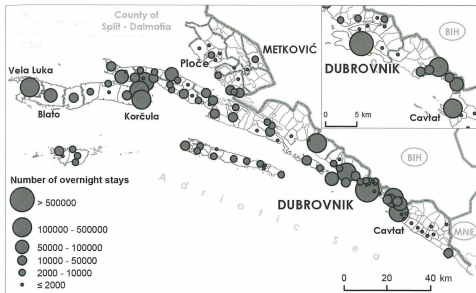 County of
Split - Dalmatia
METKOVIĆ
Ploče
Vela Luka
Blato
Korčula
BIH
DUBROVNIK
Cavtat
0 5 km
BIH
Adriatic Sea
DUBROVNIK
Cavtat
MNE
Number of overnight stays
> 500000
100000 - 500000
50000 - 100000
10000 - 50000
2000 - 10000
≤ 2000
0 20 40 km